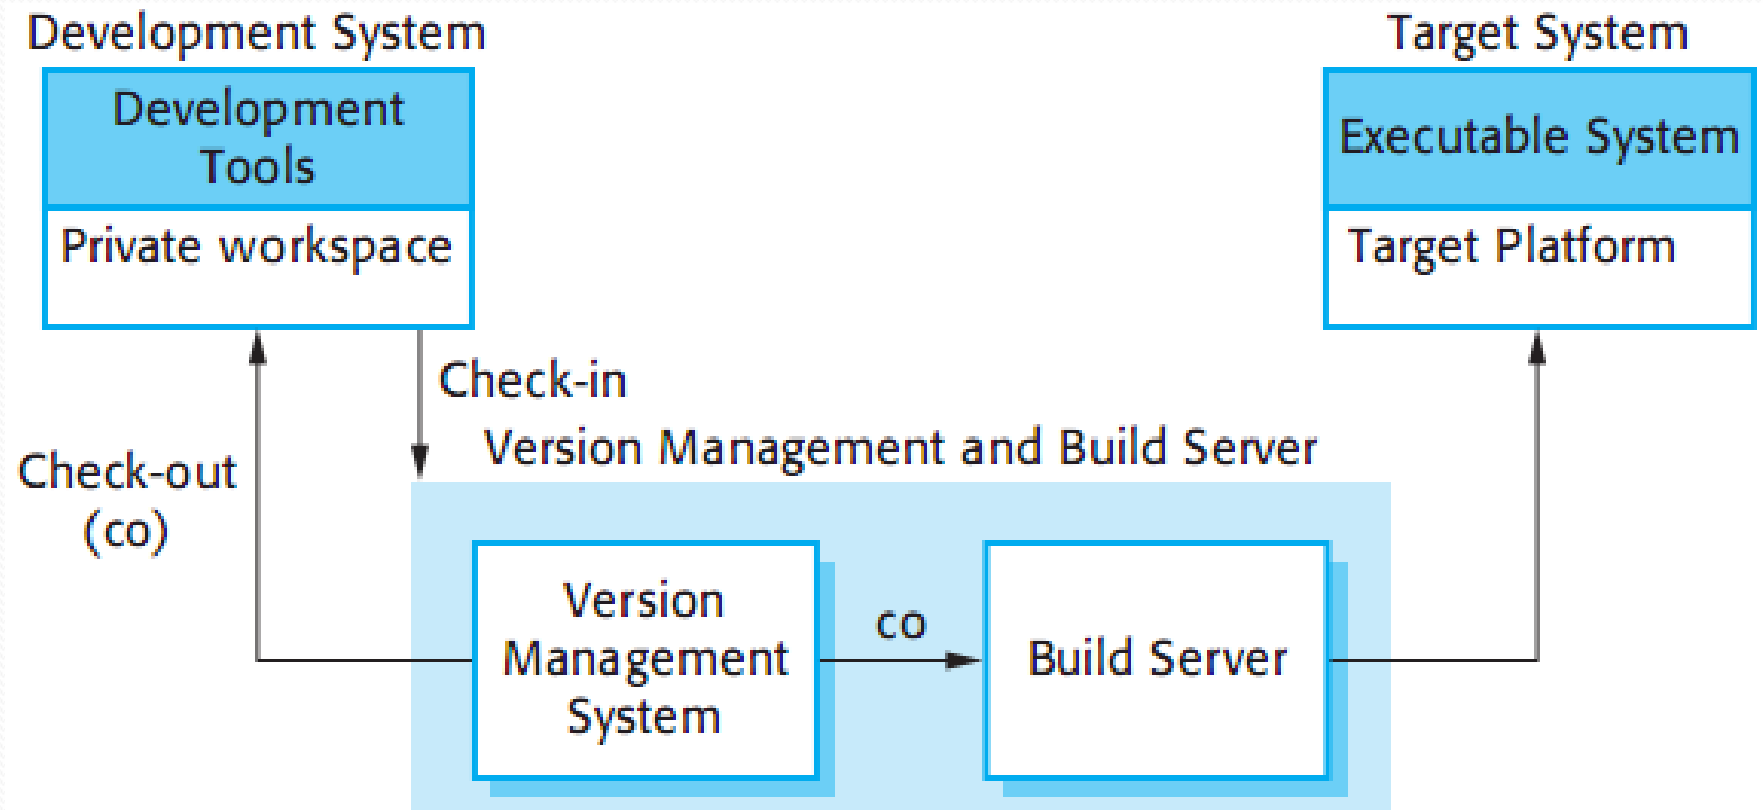 Development System
Development
Tools
Private workspace
Target System
Executable System
Target Platform
Check-in
Check-out
(co)
Version Management and Build Server
Version
Management
System
co
Build Server